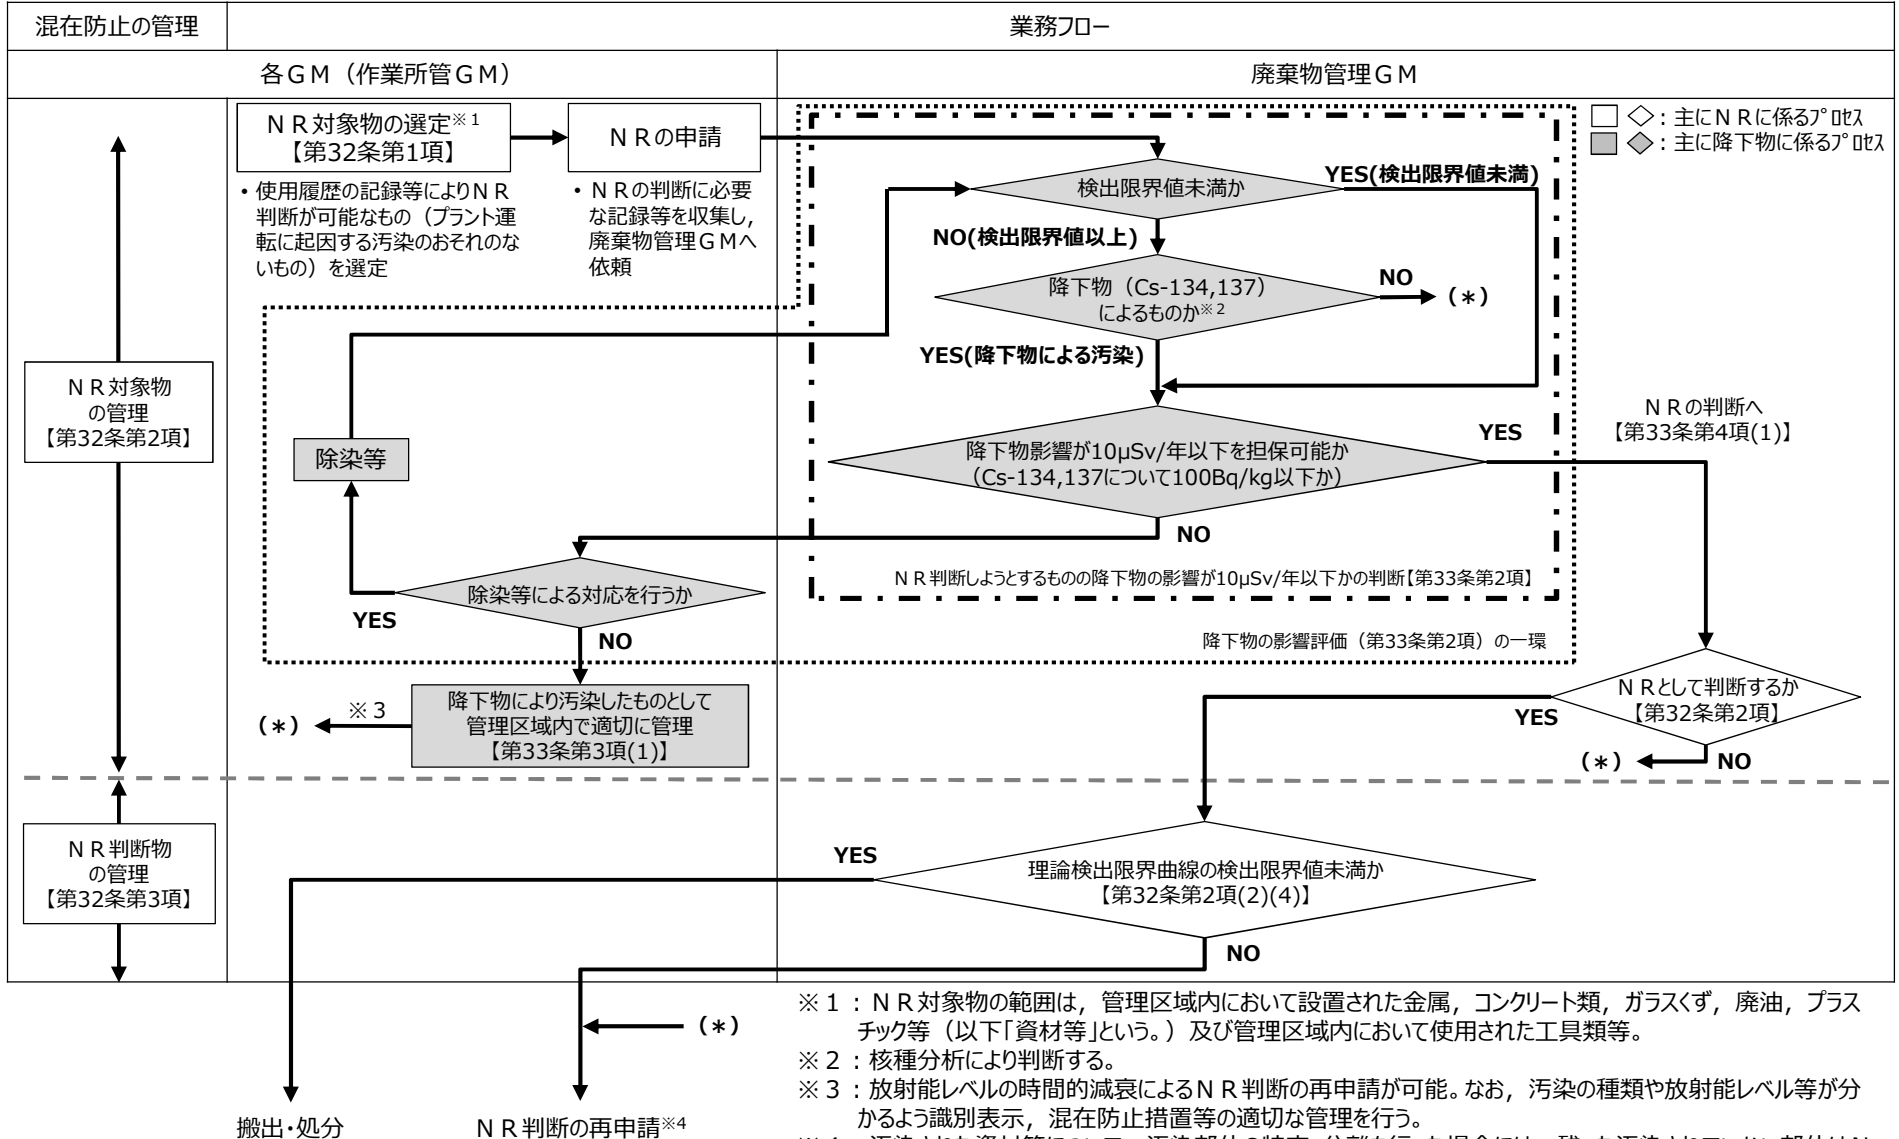 混在防止の管理
業務フロー
各ＧＭ（作業所管ＧＭ）
廃棄物管理ＧＭ
ＮＲ対象物の選定※1
【第32条第1項】
ＮＲの申請
・使用履歴の記録等によりＮＲ
判断が可能なもの（プラント運
転に起因する汚染のおそれのな
いもの）を選定
・ＮＲの判断に必要
な記録等を収集し，
廃棄物管理ＧＭへ
依頼
：主にＮＲに係るプロセス
：主に降下物に係るプロセス
検出限界値未満か
YES(検出限界値未満)
NO(検出限界値以上)
降下物（Cs-134,137）
によるものか※2
NO
(＊)
YES(降下物による汚染)
ＮＲ対象物
の管理
【第32条第2項】
除染等
降下物影響が10μSv/年以下を担保可能か
（Cs-134,137について100Bq/kg以下か）
YES
ＮＲの判断へ
【第33条第4項(1)】
NO
ＮＲ判断しようとするものの降下物の影響が10μSv/年以下かの判断【第33条第2項】
除染等による対応を行うか
YES
NO
降下物の影響評価（第33条第2項）の一環
降下物により汚染したものとして
管理区域内で適切に管理
【第33条第3項(1)】
※３
(＊)
ＮＲとして判断するか
【第32条第2項】
YES
NO
(＊)
ＮＲ判断物
の管理
【第32条第3項】
理論検出限界曲線の検出限界値未満か
【第32条第2項(2)(4)】
YES
NO
(＊)
搬出・処分
ＮＲ判断の再申請※4
※１：ＮＲ対象物の範囲は，管理区域内において設置された金属，コンクリート類，ガラスくず，廃油，プラス
チック等（以下「資材等」という。）及び管理区域内において使用された工具類等。
※２：核種分析により判断する。
※３：放射能レベルの時間的減衰によるＮＲ判断の再申請が可能。なお，汚染の種類や放射能レベル等が分
かるよう識別表示，混在防止措置等の適切な管理を行う。